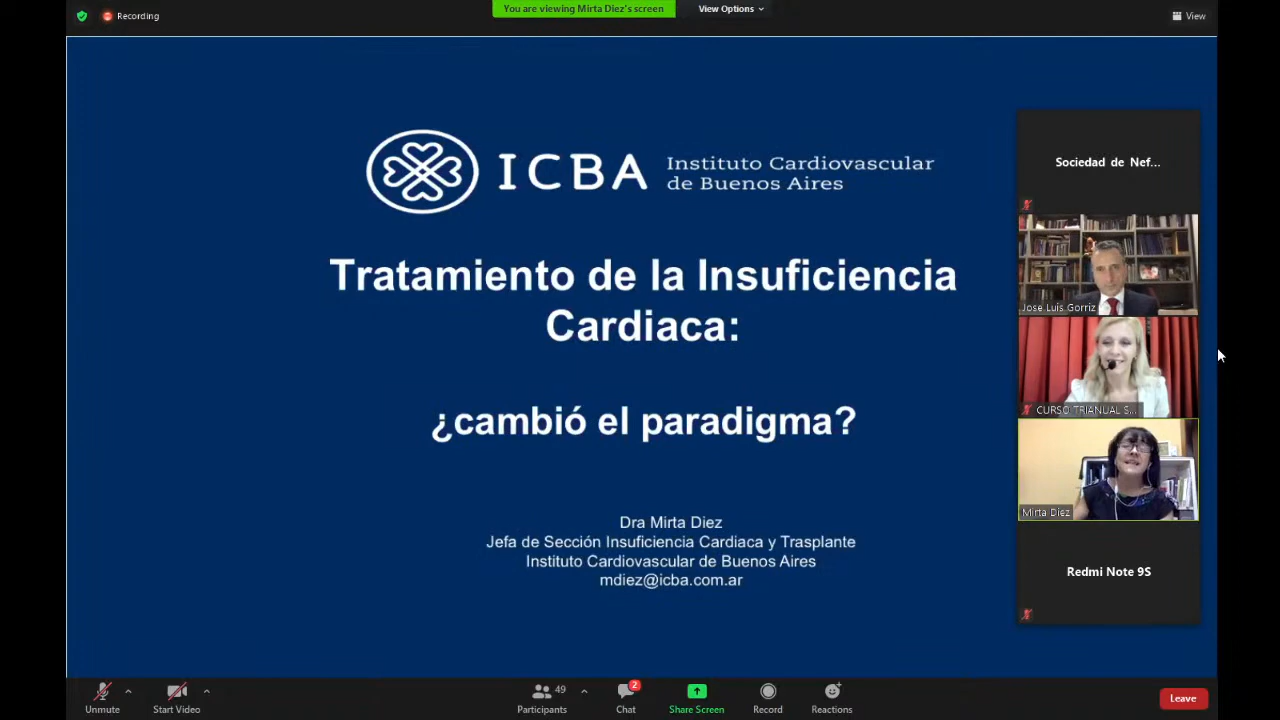 Recording
You are viewing Mirta Diez's screen
View Options
View
ICBA
Instituto Cardiovascular
de Buenos Aires
Tratamiento de la Insuficiencia
Cardiaca:
¿cambió el paradigma?
Dra Mirta Diez
Jefa de Sección Insuficiencia Cardiaca y Trasplante
Instituto Cardiovascular de Buenos Aires
mdiez@icba.com.ar
Sociedad de Nef...
Jose Luis Gorriz
CURSO TRIANUAL S...
Mirta Diez
Redmi Note 9S
Unmute
Start Video
Participants
49
Chat
2
Share Screen
Record
Reactions
Leave